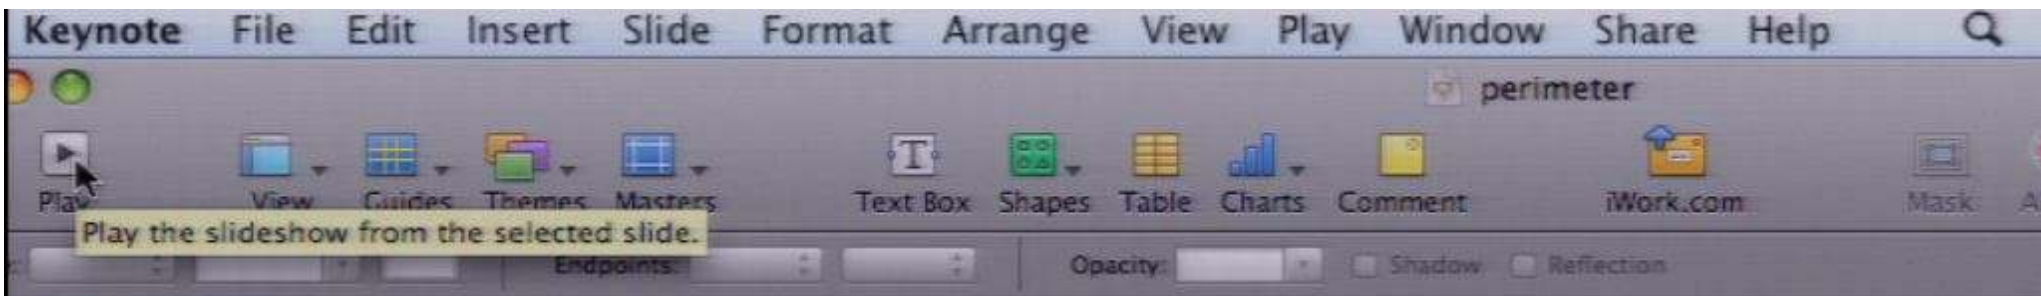 Keynote File Edit Insert Slide Format Arrange View Play Window Share Help
perimeter
Play View Guides Themes Masters Text Box Shapes Table Charts Comment iWork.com Mask A
Play the slideshow from the selected slide.
Endpoints: Opacity: Shadow Reflection